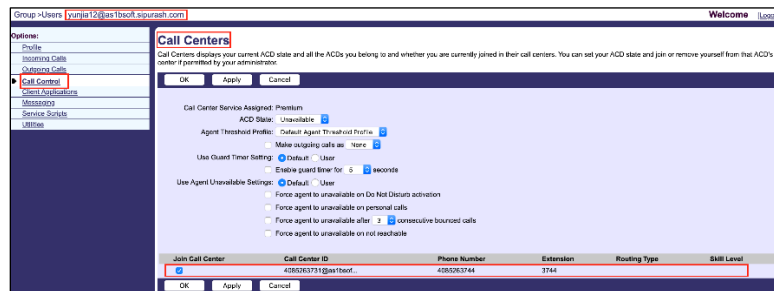 Group >Users yunjia12@as1bsoft.sipurash.com Welcome
Options:
Profile
Incoming Calls
Outgoing Calls
Call Control
Client Applications
Messaging
Service Scripts
Utilities
Call Centers
Call Centers displays your current ACD state and all the ACDs you belong to and whether you are currently joined in their call centers. You can set your ACD state and join or remove yourself from that ACD's
center if permitted by your administrator.
OK Apply Cancel
Call Center Service Assigned: Premium
ACD State: Unavailable
Agent Threshold Profile: Default Agent Threshold Profile
Make outgoing calls as None
Use Guard Timer Setting: Default User
Enable guard timer for 5 seconds
Use Agent Unavailable Settings: Default User
Force agent to unavailable on Do Not Disturb activation
Force agent to unavailable on personal calls
Force agent to unavailable after 3 consecutive bounced calls
Force agent to unavailable on not reachable
Join Call Center Call Center ID Phone Number Extension Routing Type Skill Level
4085263731@as1bsof... 4085263744 3744
OK Apply Cancel